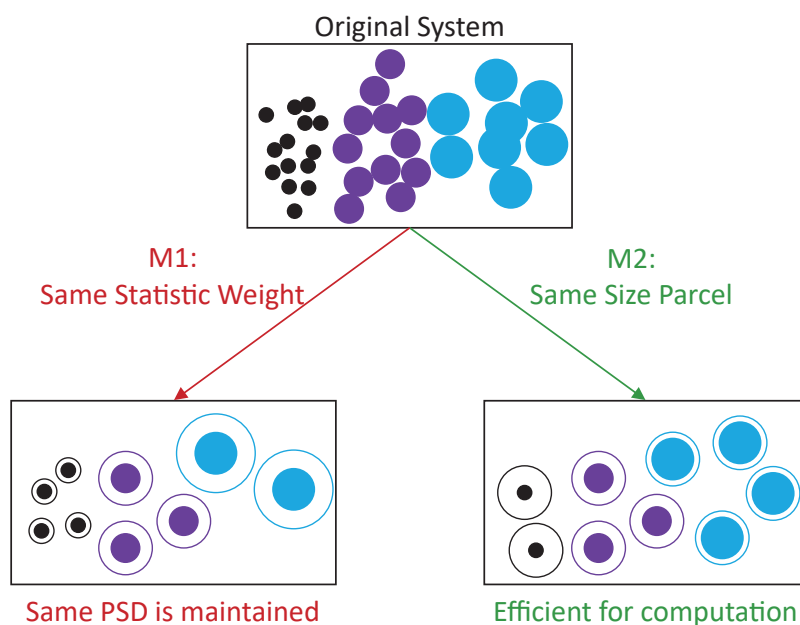 Original System
M1:
Same Statistic Weight
M2:
Same Size Parcel
Same PSD is maintained
Efficient for computation